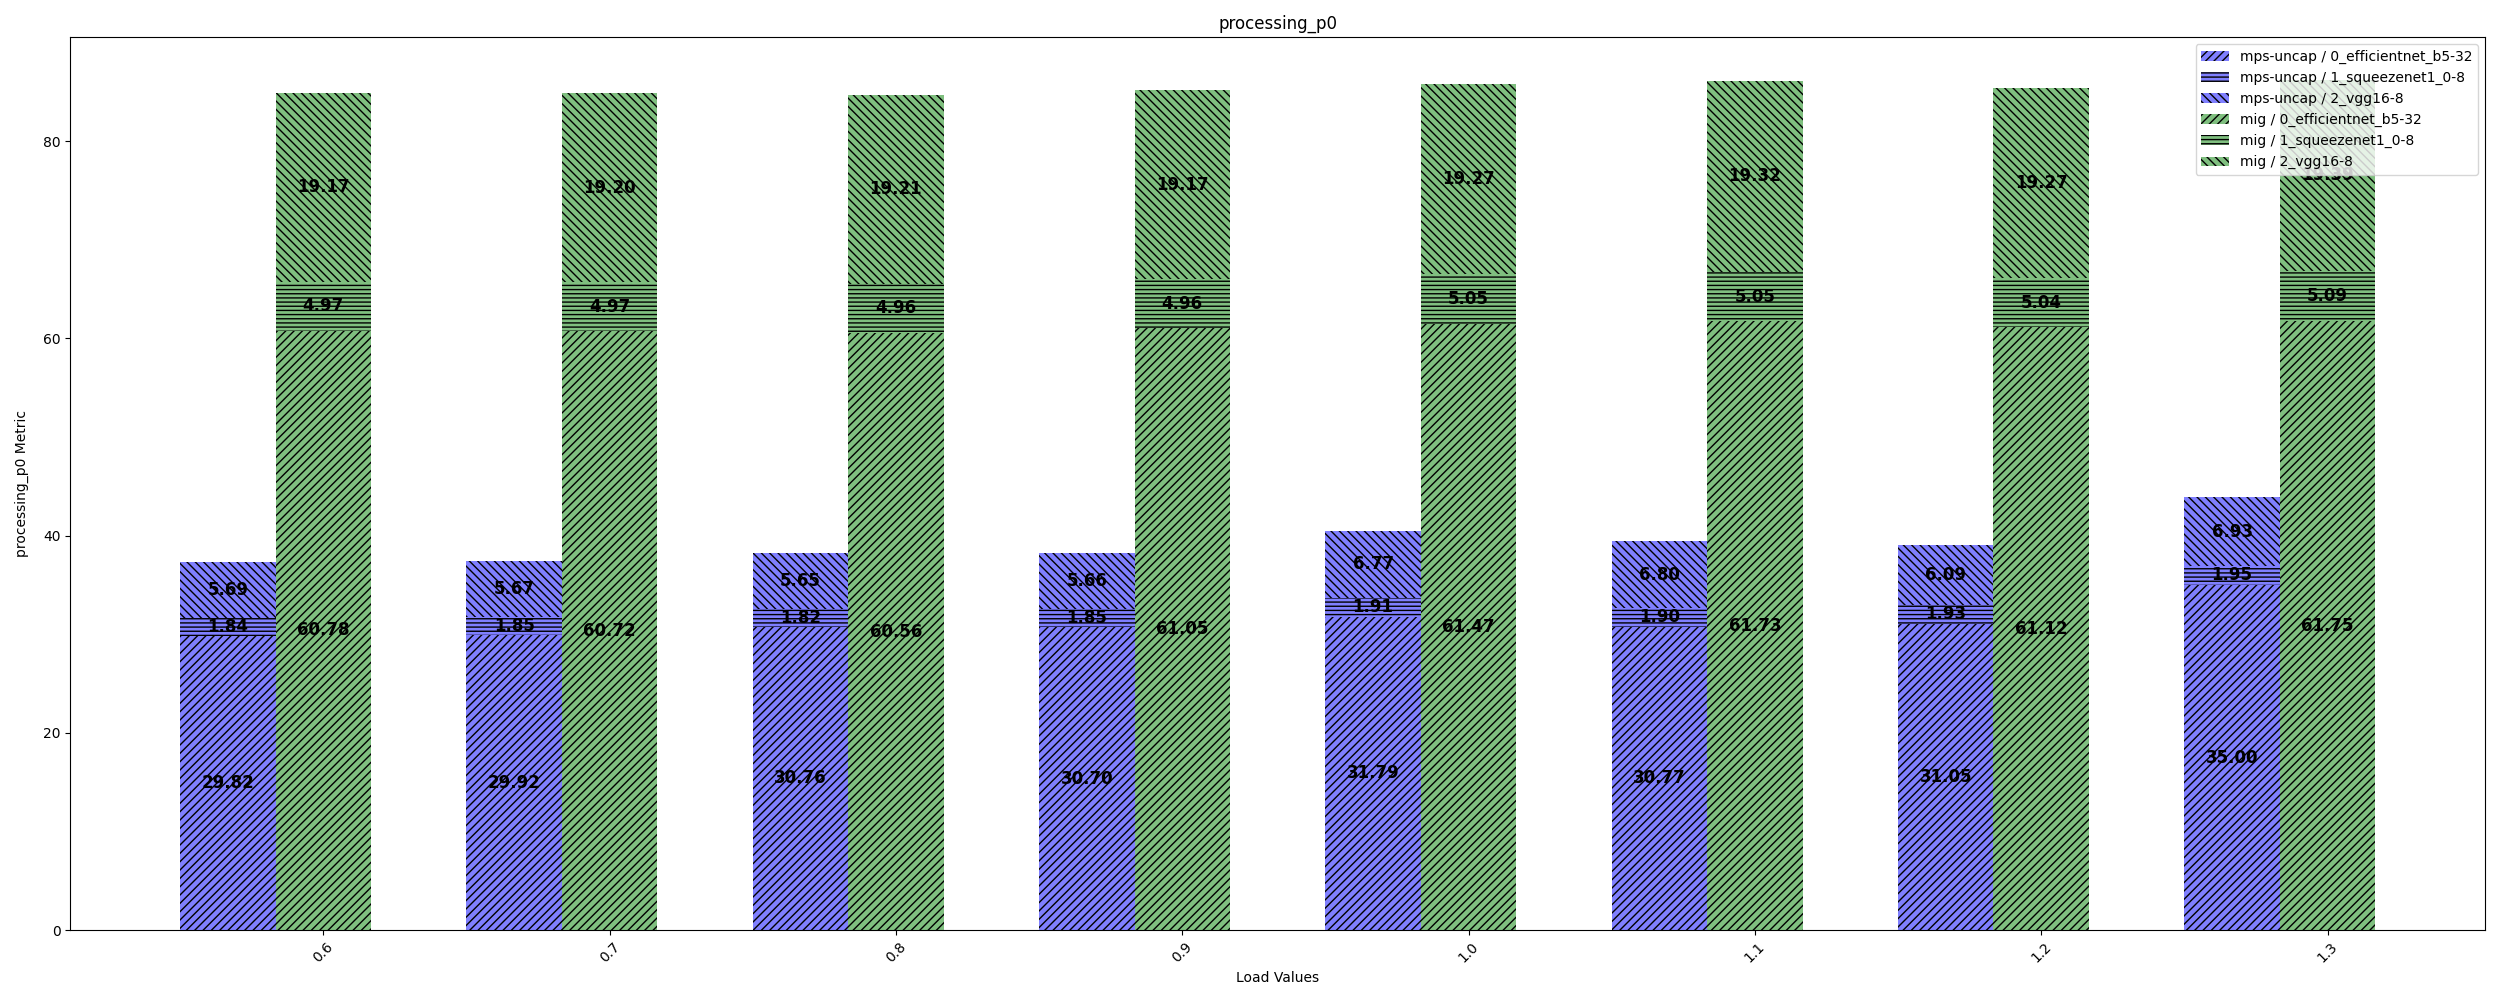 processing_p0
mps-uncap / 0_efficientnet_b5-32
mps-uncap / 1_squeezenet1_0-8
mps-uncap / 2_vgg16-8
mig / 0_efficientnet_b5-32
mig / 1_squeezenet1_0-8
mig / 2_vgg16-8
processing_p0 Metric
80
60
40
20
0
19.17 19.20 19.21 19.17 19.27 19.32 19.27
4.97 4.97 4.96 4.96 5.05 5.05 5.04 5.09
5.69 5.67 5.65 5.66 6.77 6.80 6.09 6.93
1.84 1.85 1.82 1.85 1.91 1.90 1.93 1.95
60.78 60.72 60.56 61.05 61.47 61.73 61.12 61.75
29.82 29.92 30.76 30.70 31.79 30.77 31.05 35.00
0.6 0.7 0.8 0.9 1.0 1.1 1.2 1.3
Load Values